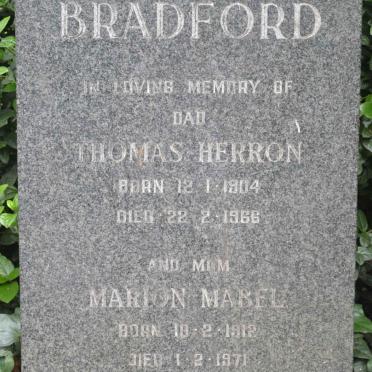 BRADFORD
IN LOVING MEMORY OF
DAD
THOMAS HERRON
BORN 12-1-1904
DIED 22-2-1966
AND MUM
MARION MABEL
BORN 10-2-1912
DIED 1-2-1971